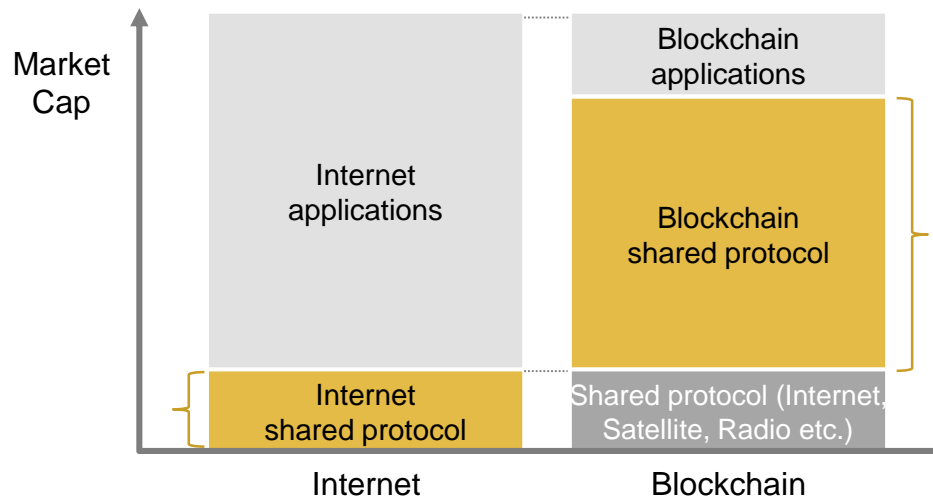 Market
Cap
Internet
applications
Internet
shared protocol
Blockchain
applications
Blockchain
shared protocol
Shared protocol (Internet,
Satellite, Radio etc.)
Internet
Blockchain